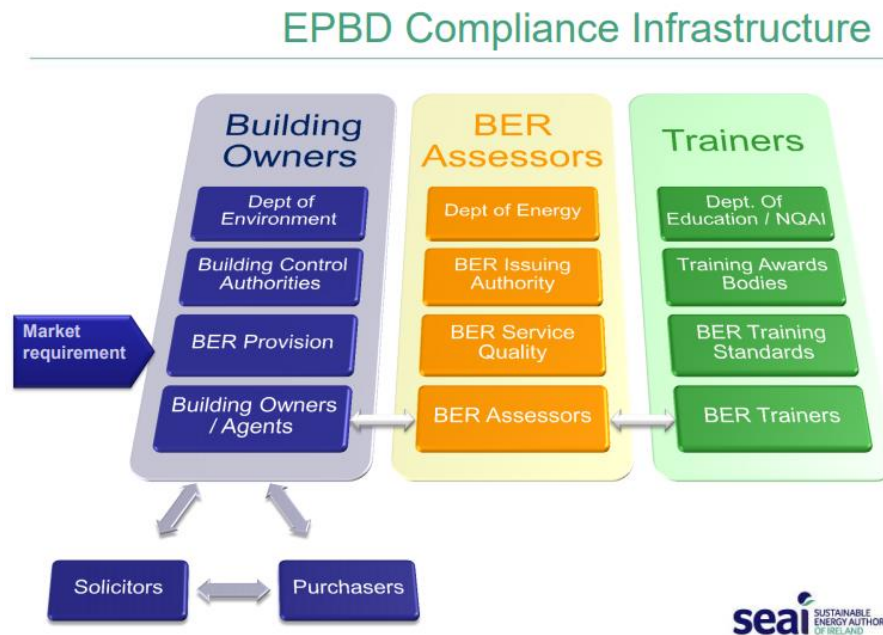 EPBD Compliance Infrastructure
Building
Owners
Dept of
Environment
Building Control
Authorities
Market
requirement
BER Provision
Building Owners
/ Agents
BER
Assessors
Dept of Energy
BER Issuing
Authority
BER Service
Quality
BER Assessors
Trainers
Dept. Of
Education / NQAI
Training Awards
Bodies
BER Training
Standards
BER Trainers
Solicitors
Purchasers
seai
SUSTAINABLE
ENERGY AUTHOR
OF IRELAND